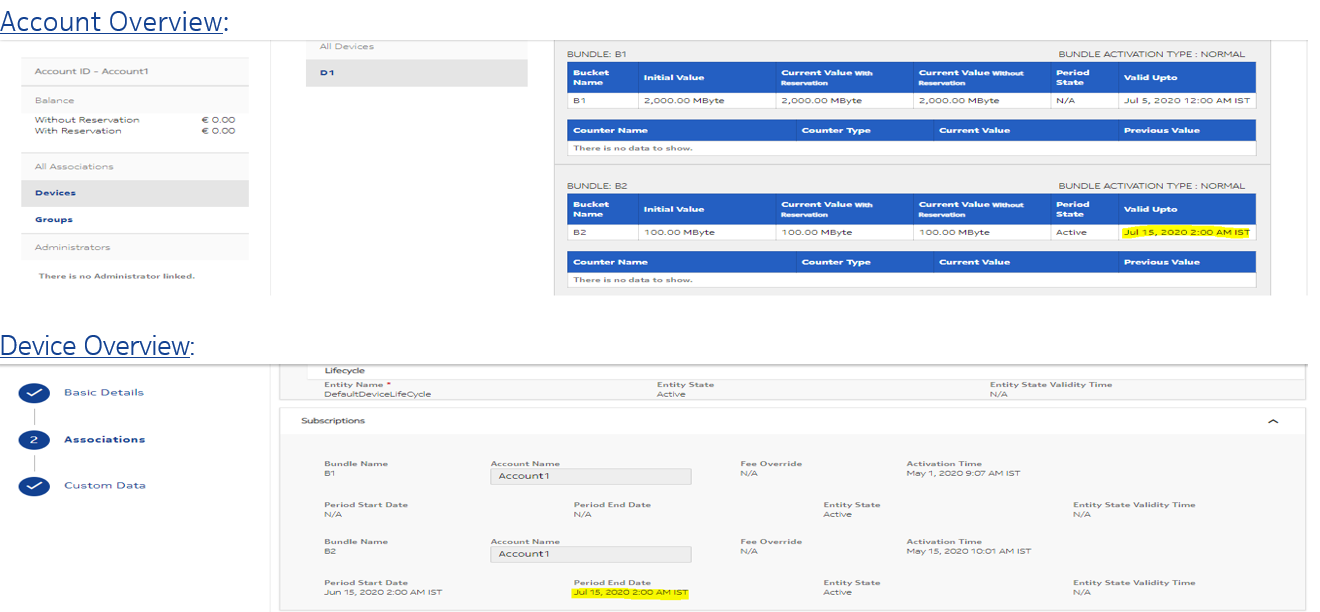 Account Overview:
Account ID - Account1
Balance
Without Reservation € 0.00
With Reservation € 0.00
All Associations
Devices
Groups
Administrators
There is no Administrator linked.
All Devices
D1
BUNDLE: B1 BUNDLE ACTIVATION TYPE : NORMAL
Bucket Name Initial Value Current Value With Reservation Current Value Without Reservation Period State Valid Upto
B1 2,000.00 MByte 2,000.00 MByte 2,000.00 MByte N/A Jul 5, 2020 12:00 AM IST
Counter Name Counter Type Current Value Previous Value
There is no data to show.
BUNDLE: B2 BUNDLE ACTIVATION TYPE : NORMAL
Bucket Name Initial Value Current Value With Reservation Current Value Without Reservation Period State Valid Upto
B2 100.00 MByte 100.00 MByte 100.00 MByte Active Jul 15, 2020 2:00 AM IST
Counter Name Counter Type Current Value Previous Value
There is no data to show.
Device Overview:
Basic Details
2 Associations
Custom Data
Lifecycle
Entity Name * Entity State Entity State Validity Time
DefaultDeviceLifeCycle Active N/A
Subscriptions
Bundle Name Account Name Fee Override Activation Time
B1 Account1 N/A May 1, 2020 9:07 AM IST
Period Start Date Period End Date Entity State Entity State Validity Time
N/A N/A Active N/A
Bundle Name Account Name Fee Override Activation Time
B2 Account1 N/A May 15, 2020 10:01 AM IST
Period Start Date Period End Date Entity State Entity State Validity Time
Jun 15, 2020 2:00 AM IST Jul 15, 2020 2:00 AM IST Active N/A